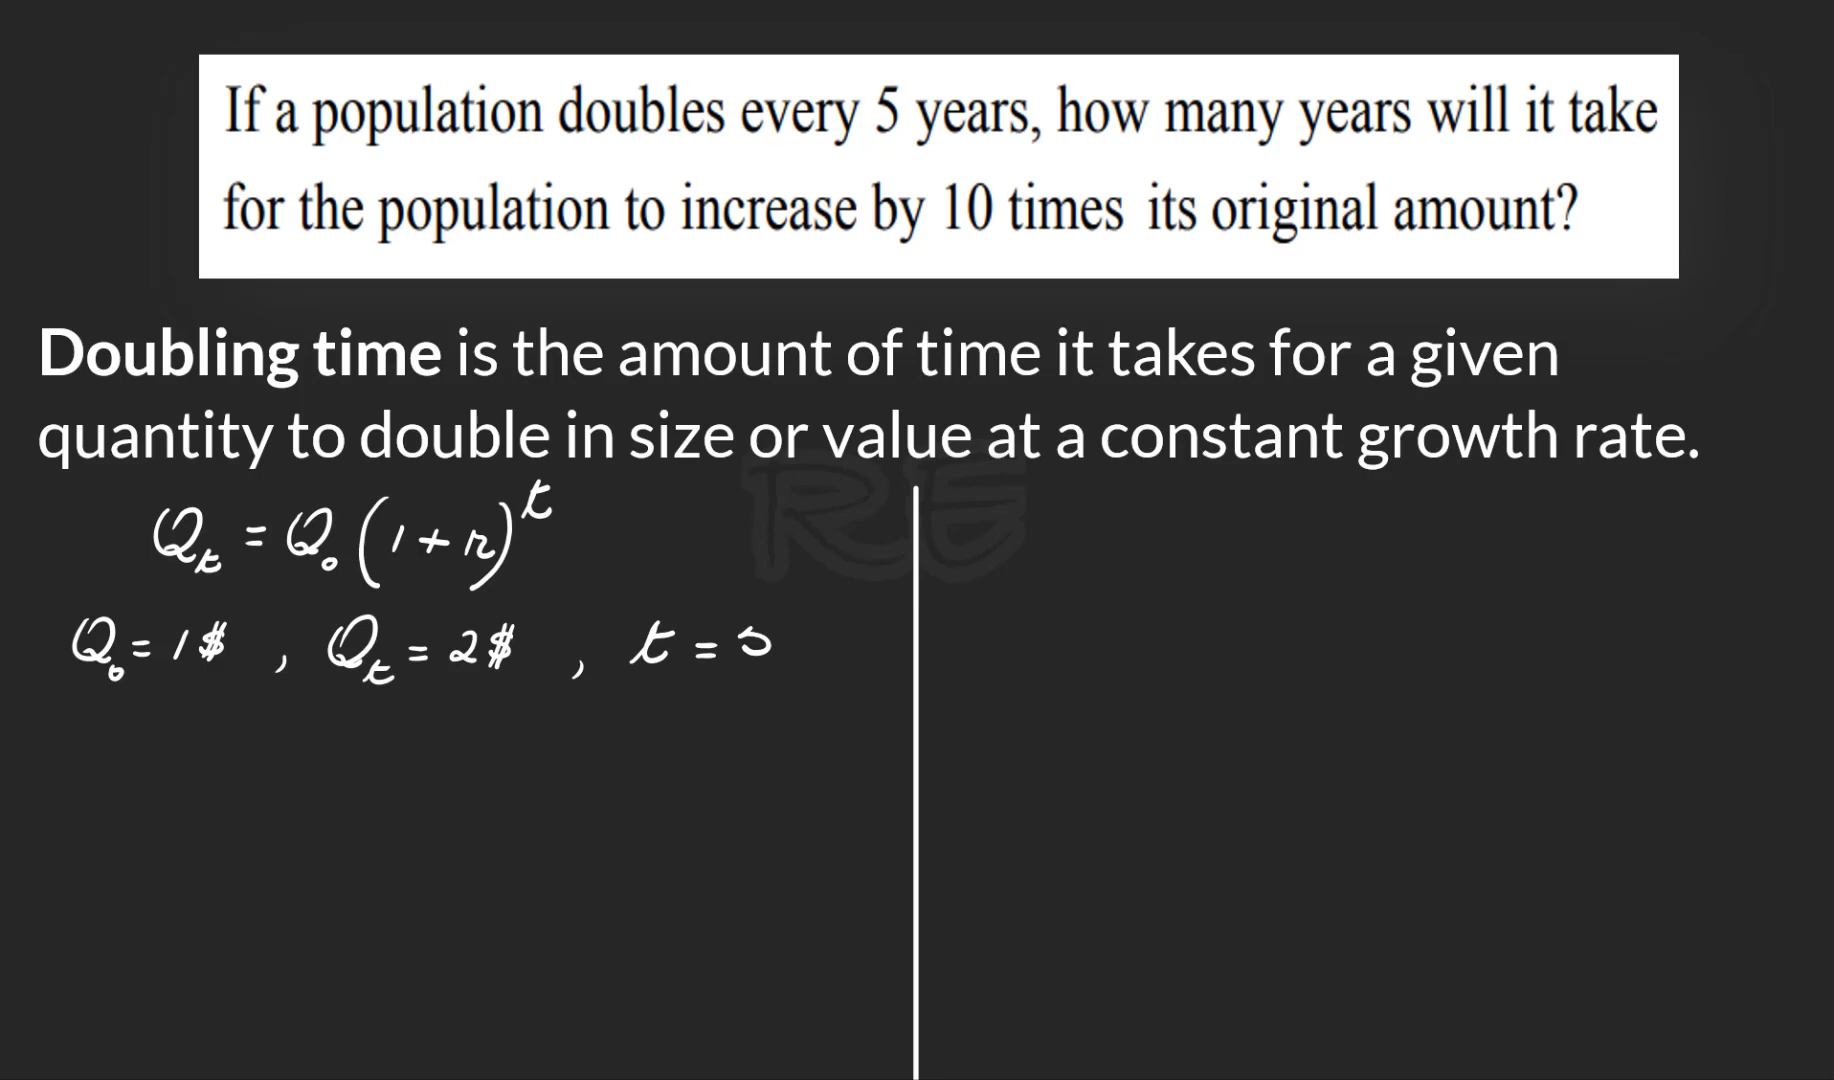 If a population doubles every 5 years, how many years will it take
for the population to increase by 10 times its original amount?
Doubling time is the amount of time it takes for a given
quantity to double in size or value at a constant growth rate.
RE
Qₜ = Q₀ (1 + r)ᵗ
Q₀ = 1$ , Qₜ = 2$ , t = 5